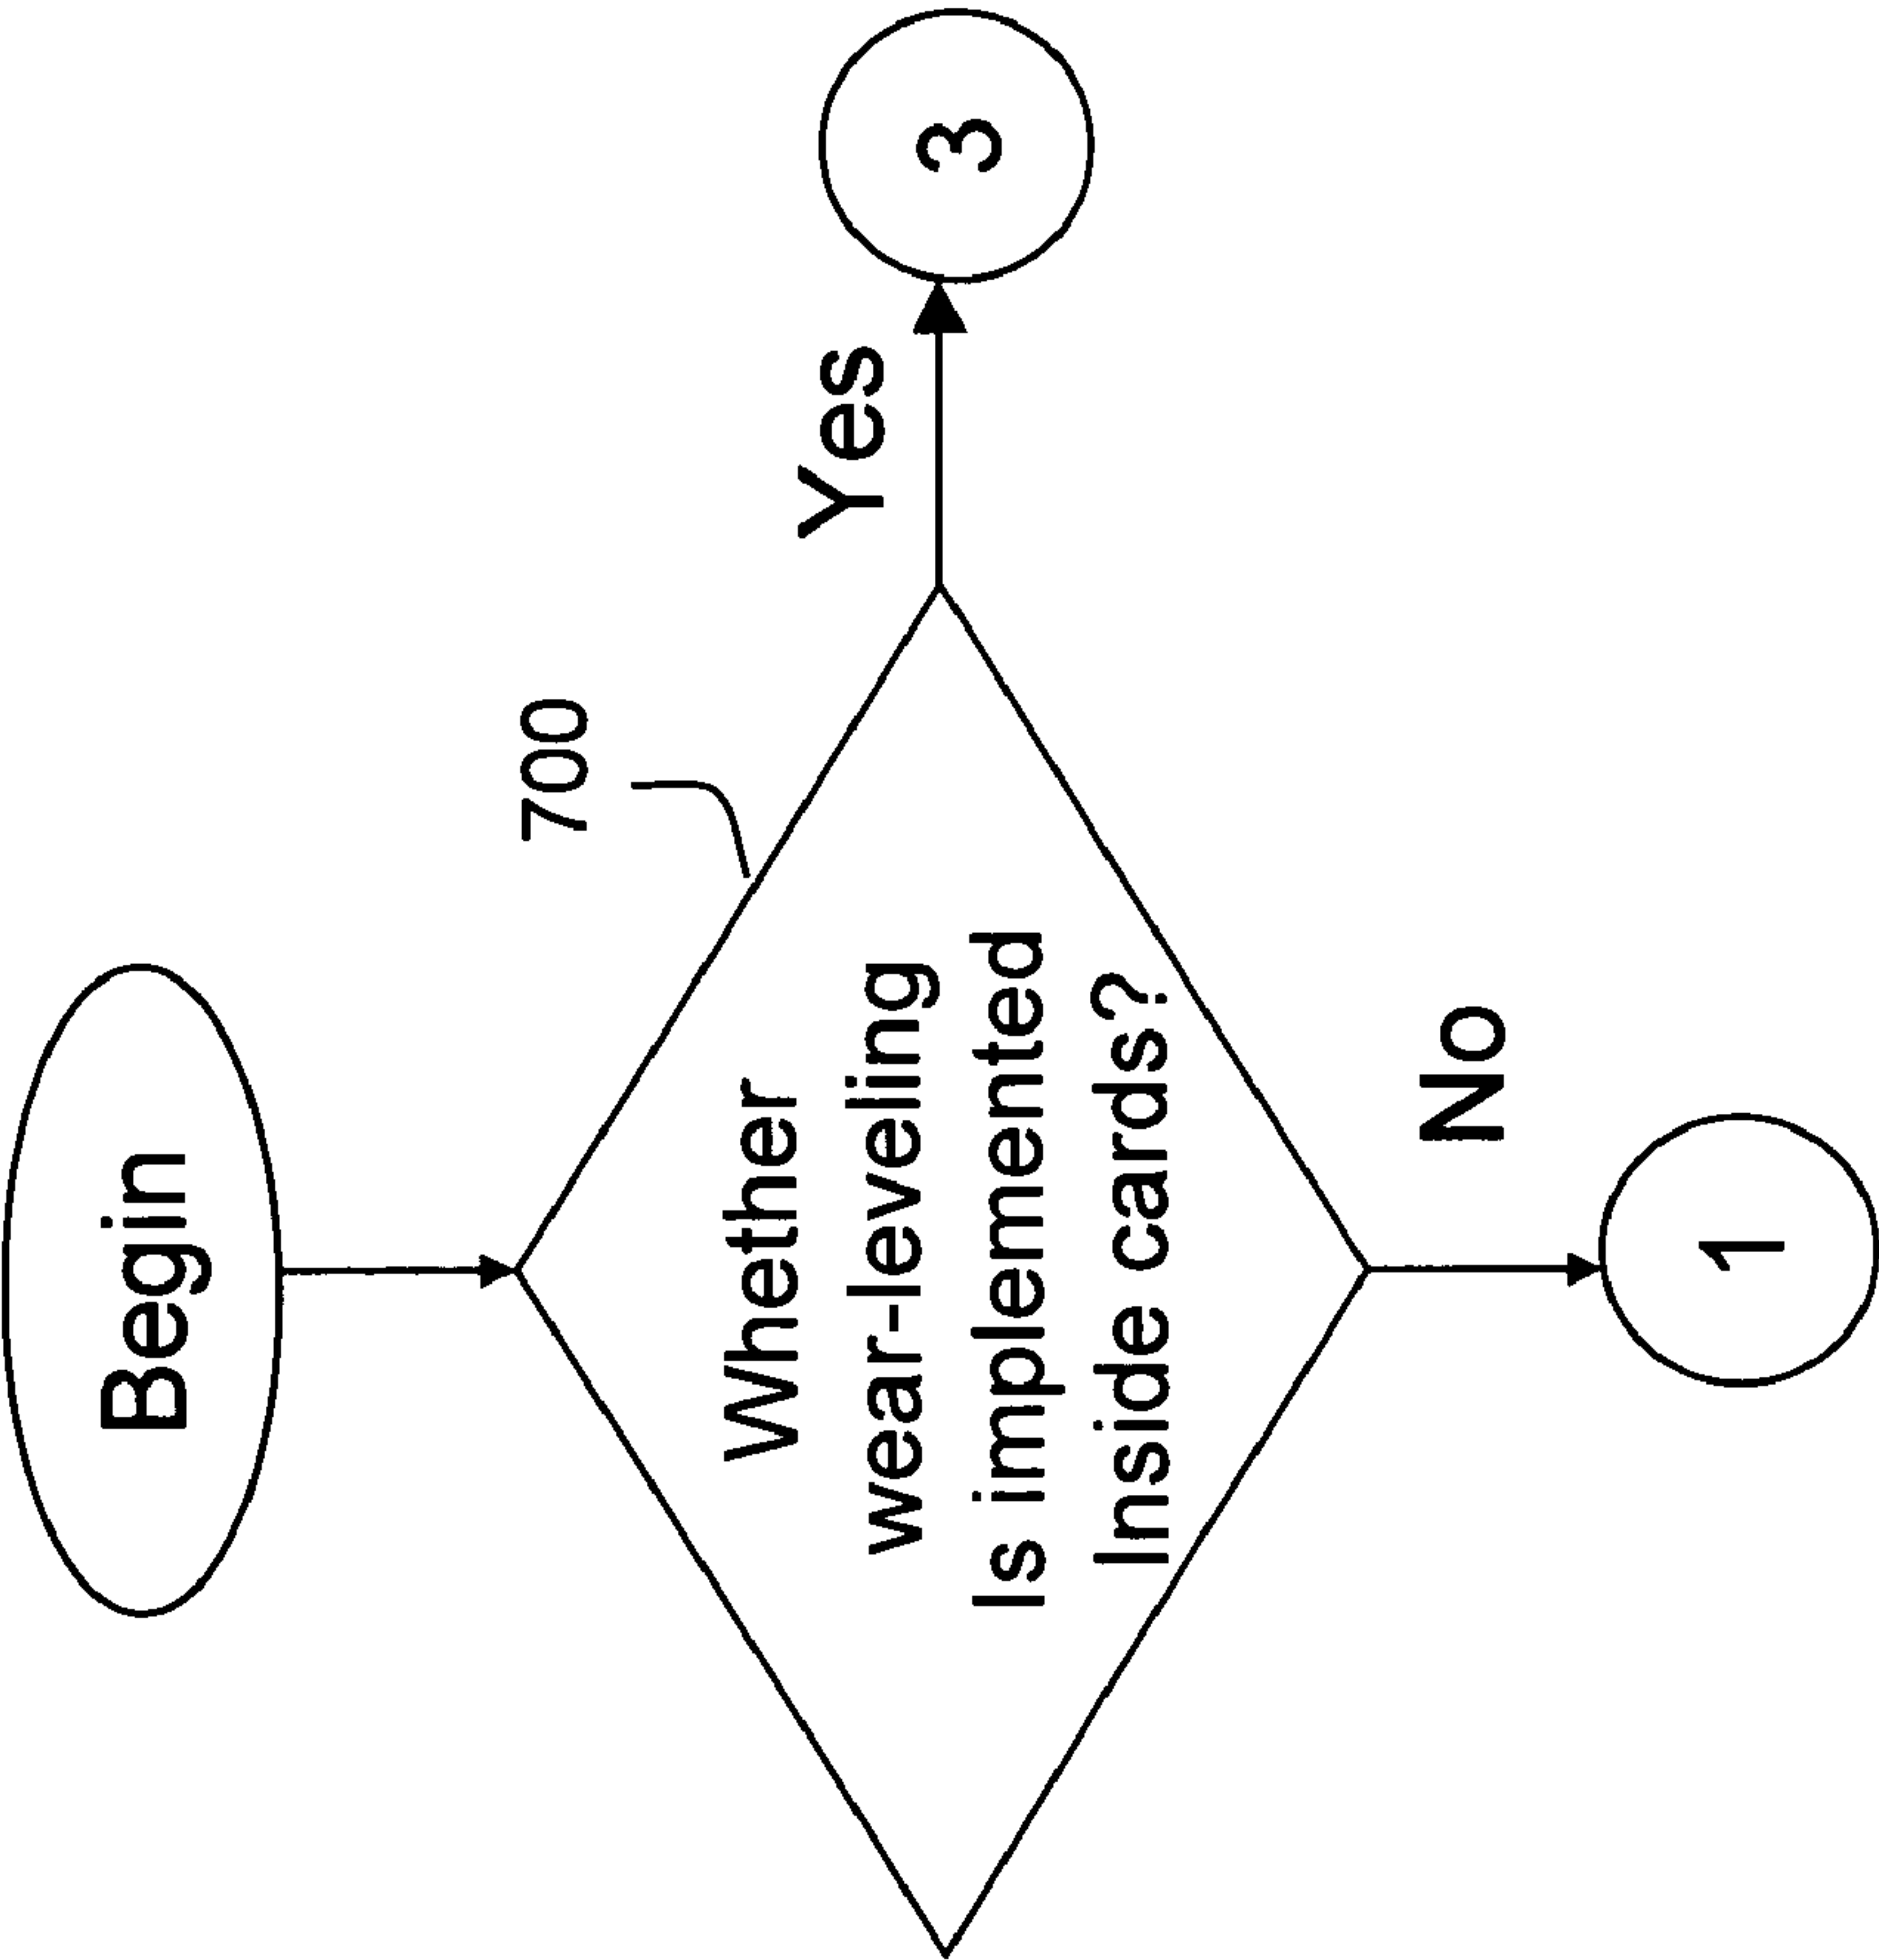 Begin
700
Whether
wear-leveling
Is implemented
Inside cards?
Yes
3
No
1